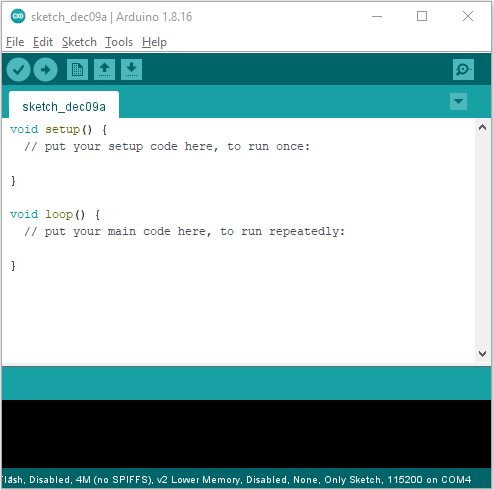 sketch_dec09a | Arduino 1.8.16
File Edit Sketch Tools Help
sketch_dec09a
void setup() {
  // put your setup code here, to run once:
}
void loop() {
  // put your main code here, to run repeatedly:
}
Disabled, 4M (no SPIFFS), v2 Lower Memory, Disabled, None, Only Sketch, 115200 on COM4